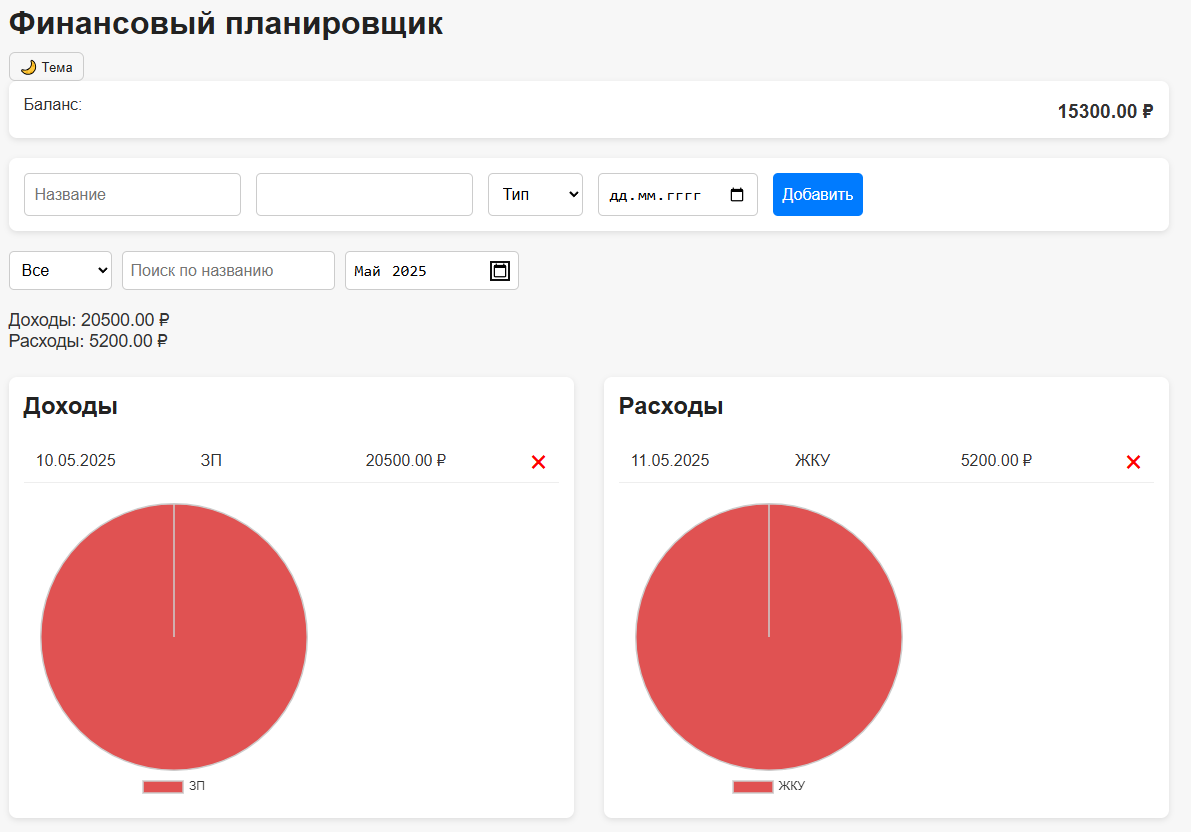 Финансовый планировщик
🌙 Тема
Баланс: 15300.00 ₽
Название Тип дд.мм.гггг Добавить
Все Поиск по названию Май 2025
Доходы: 20500.00 ₽
Расходы: 5200.00 ₽
Доходы
10.05.2025 ЗП 20500.00 ₽ ❌
ЗП
Расходы
11.05.2025 ЖКУ 5200.00 ₽ ❌
ЖКУ